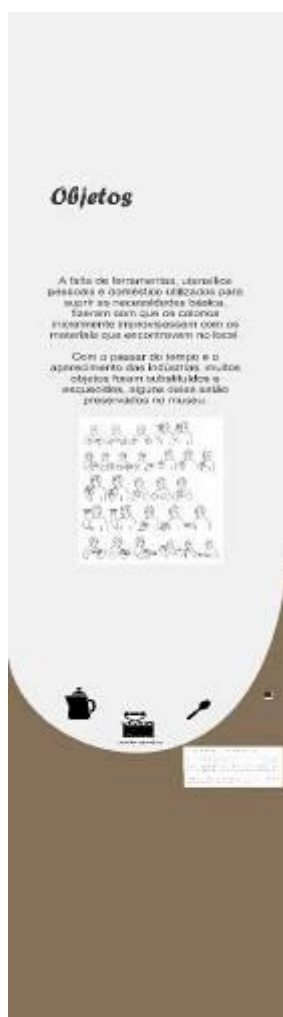 Objetos
A falta de ferramentas, utensílios
pessoais e doméstico utilizados para
suprir as necessidades básica,
fizeram com que os colonos
inicialmente improvisassem com os
materiais que encontravam no local
Com o passar do tempo e o
aparecimento das indústrias, muitos
objetos foram substituídos e
esquecidos, alguns deles estão
preservados no museu.